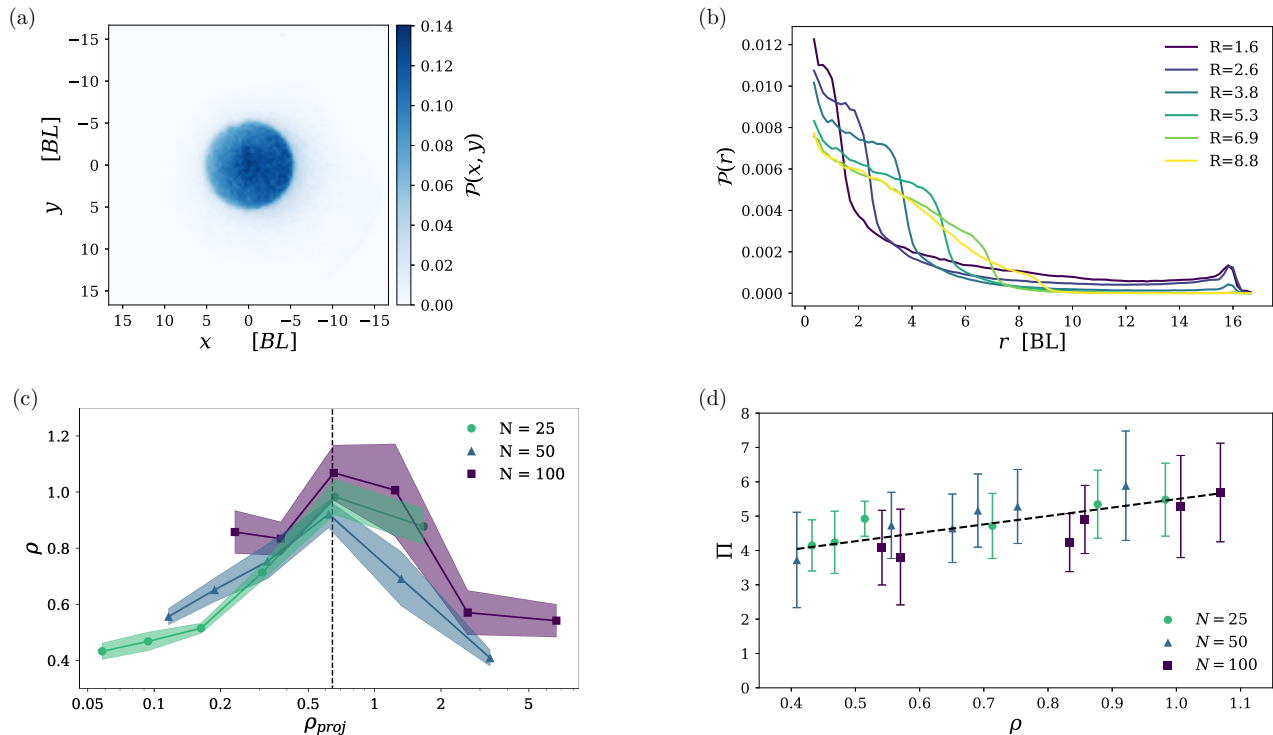 (a)
−15
−10
−5
0
5
10
15
y [BL]
15 10 5 0 −5 −10 −15
x [BL]
0.14
0.12
0.10
0.08
0.06
0.04
0.02
0.00
P(x, y)
(b)
0.012
0.010
0.008
0.006
0.004
0.002
0.000
P(r)
0 2 4 6 8 10 12 14 16
r [BL]
R=1.6
R=2.6
R=3.8
R=5.3
R=6.9
R=8.8
(c)
1.2
1.0
0.8
0.6
0.4
ρ
0.05 0.1 0.2 0.5 1 2 5
ρproj
N = 25
N = 50
N = 100
(d)
8
7
6
5
4
3
2
1
0
Π
0.4 0.5 0.6 0.7 0.8 0.9 1.0 1.1
ρ
N = 25
N = 50
N = 100